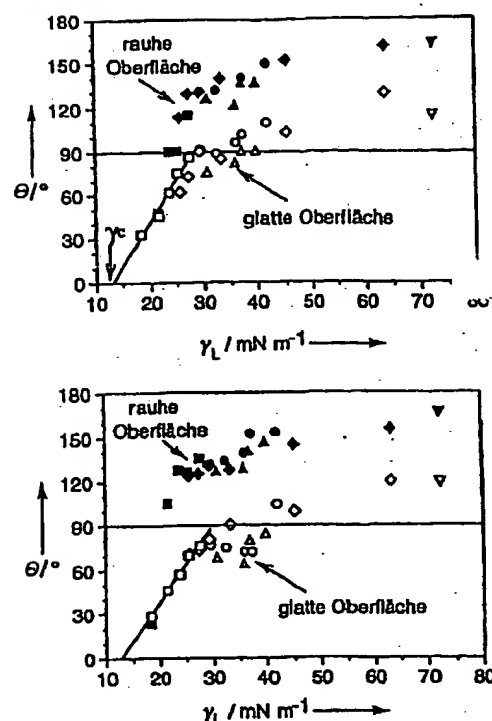 180
150
120
90
60
30
0
rauhe
Oberfläche
glatte Oberfläche
γc
Θ/°
10 20 30 40 50 60 70
γL / mN m⁻¹
180
150
120
90
60
30
0
rauhe
Oberfläche
glatte Oberfläche
Θ/°
10 20 30 40 50 60 70 80
γL / mN m⁻¹